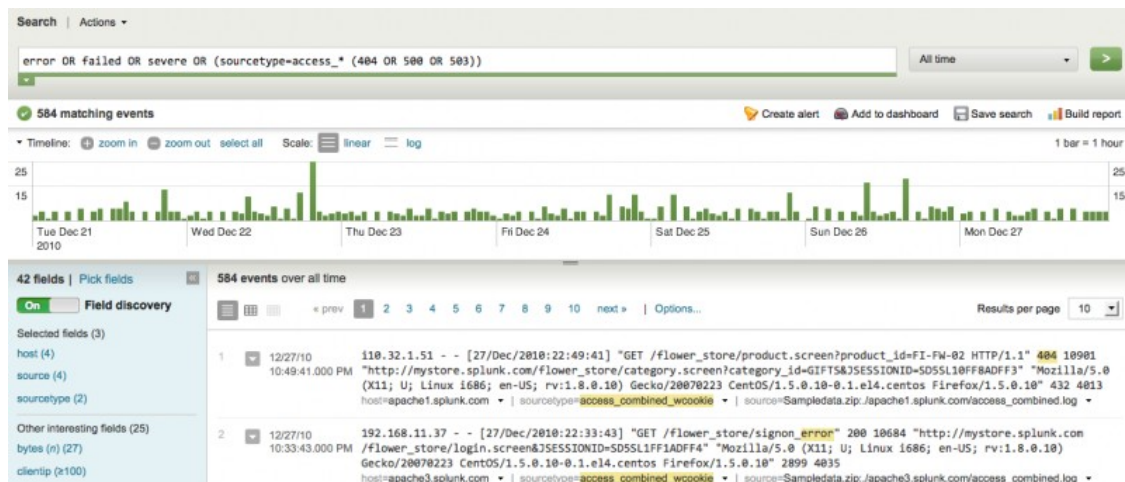 Search | Actions
error OR failed OR severe OR (sourcetype=access_* (404 OR 500 OR 503))
All time
>
584 matching events
Create alert
Add to dashboard
Save search
Build report
Timeline: zoom in zoom out select all Scale: linear log
1 bar = 1 hour
25
25
15
15
Tue Dec 21
2010
Wed Dec 22
Thu Dec 23
Fri Dec 24
Sat Dec 25
Sun Dec 26
Mon Dec 27
42 fields | Pick fields
On Field discovery
Selected fields (3)
host (4)
source (4)
sourcetype (2)
Other interesting fields (25)
bytes (n) (27)
clientip (≥100)
584 events over all time
« prev 1 2 3 4 5 6 7 8 9 10 next » | Options...
Results per page 10
1
12/27/10
10:49:41.000 PM
i10.32.1.51 - - [27/Dec/2010:22:49:41] "GET /flower_store/product.screen?product_id=FI-FW-02 HTTP/1.1" 404 10901
"http://mystore.splunk.com/flower_store/category.screen?category_id=GIFTS&JSESSIONID=SD5SL10FF8ADFF3" "Mozilla/5.0
(X11; U; Linux i686; en-US; rv:1.8.0.10) Gecko/20070223 CentOS/1.5.0.10-0.1.el4.centos Firefox/1.5.0.10" 432 4013
host=apache1.splunk.com | sourcetype=access_combined_wcookie | source=Sampledata.zip:./apache1.splunk.com/access_combined.log
2
12/27/10
10:33:43.000 PM
192.168.11.37 - - [27/Dec/2010:22:33:43] "GET /flower_store/signon_error" 200 10684 "http://mystore.splunk.com
/flower_store/login.screen&JSESSIONID=SD5SL1FF1ADFF4" "Mozilla/5.0 (X11; U; Linux i686; en-US; rv:1.8.0.10)
Gecko/20070223 CentOS/1.5.0.10-0.1.el4.centos Firefox/1.5.0.10" 2899 4035
host=apache3.splunk.com | sourcetype=access_combined_wcookie | source=Sampledata.zip:./apache3.splunk.com/access_combined.log